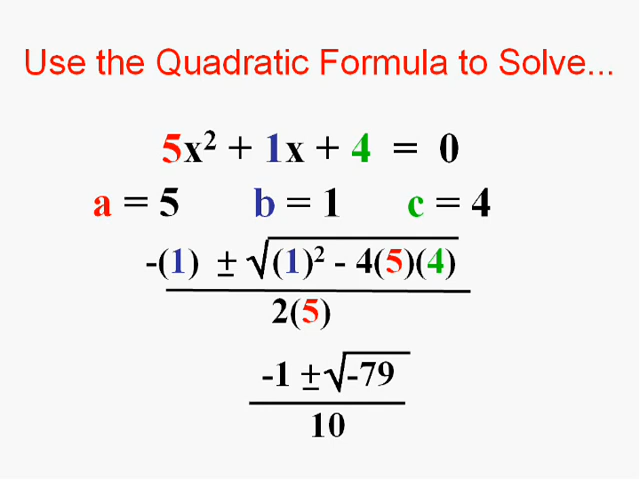 Use the Quadratic Formula to Solve...
5x² + 1x + 4 = 0
a = 5 b = 1 c = 4
-(1) ± √(1)² - 4(5)(4)
2(5)
-1 ± √-79
10